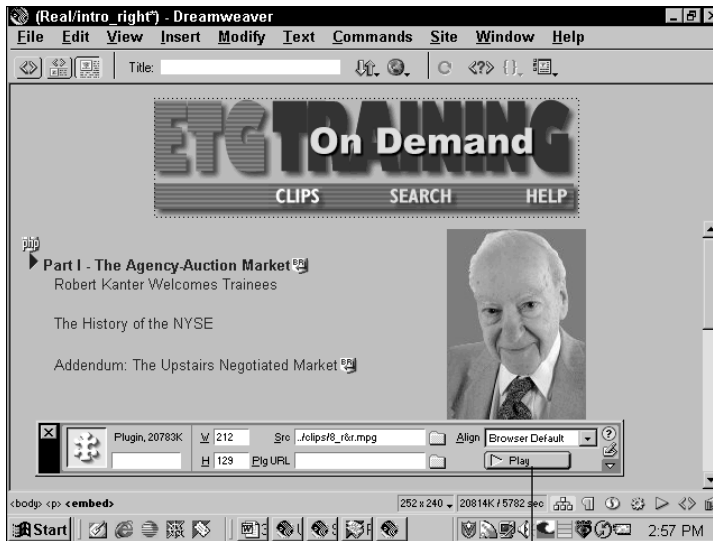 (Real/intro_right*) - Dreamweaver
File Edit View Insert Modify Text Commands Site Window Help
Title:
ETG TRAINING
On Demand
CLIPS SEARCH HELP
php
Part I - The Agency-Auction Market BR
Robert Kanter Welcomes Trainees
The History of the NYSE
Addendum: The Upstairs Negotiated Market BR
Plugin, 20783K W 212 Src ../clips/8_r&r.mpg Align Browser Default
H 129 Plg URL Play
<body> <p> <embed> 252 x 240 20814K / 5782 sec
Start 2:57 PM